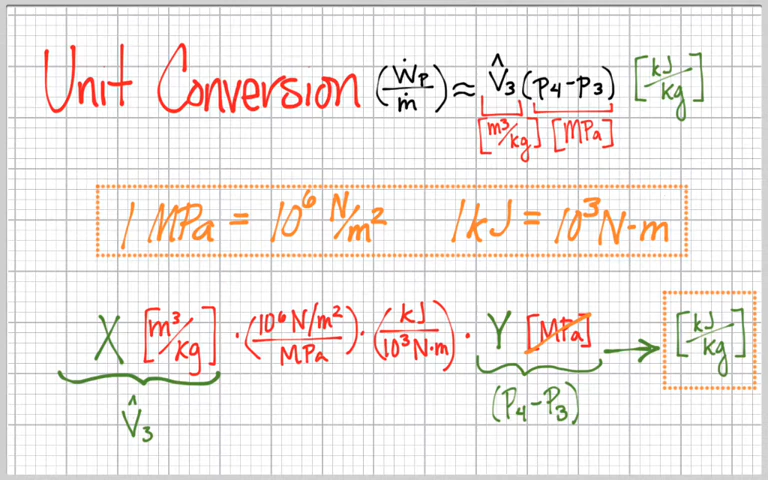 Unit Conversion (Ẇp/ṁ) ≈ V̂3(P4-P3) [kJ/kg]
[m³/kg] [MPa]
1 MPa = 10⁶ N/m² 1 kJ = 10³ N·m
X [m³/kg] · (10⁶ N/m²/MPa) · (kJ/10³ N·m) · Y [MPa] → [kJ/kg]
V̂3 (P4-P3)